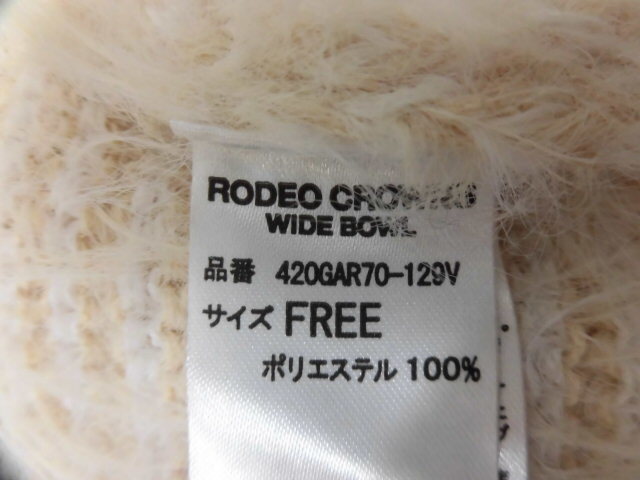 RODEO CROWNS
WIDE BOWL
品番 420GAR70-129V
サイズ FREE
ポリエステル 100%